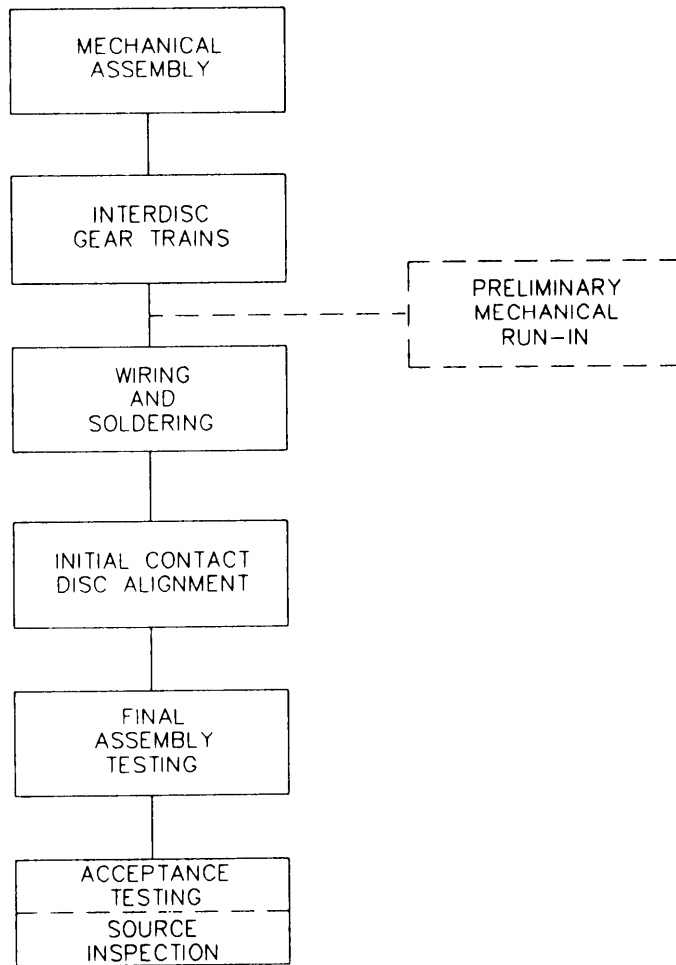 MECHANICAL
ASSEMBLY
INTERDISC
GEAR TRAINS
PRELIMINARY
MECHANICAL
RUN-IN
WIRING
AND
SOLDERING
INITIAL CONTACT
DISC ALIGNMENT
FINAL
ASSEMBLY
TESTING
ACCEPTANCE
TESTING
SOURCE
INSPECTION